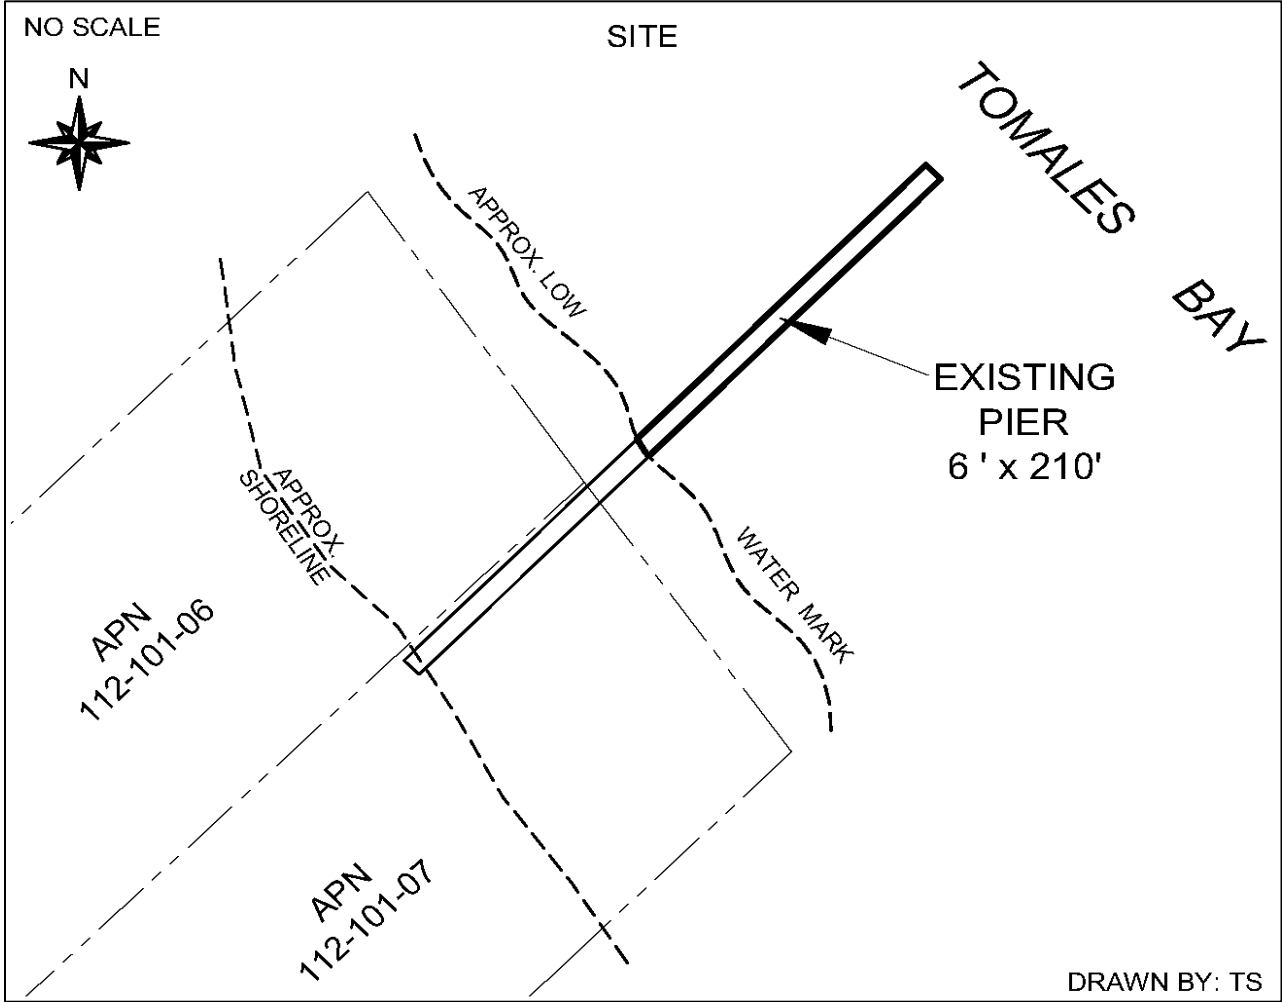 NO SCALE
SITE
N
TOMALES
BAY
APPROX. LOW
EXISTING
PIER
6 ' x 210'
APPROX.
SHORELINE
WATER MARK
APN
112-101-06
APN
112-101-07
DRAWN BY: TS